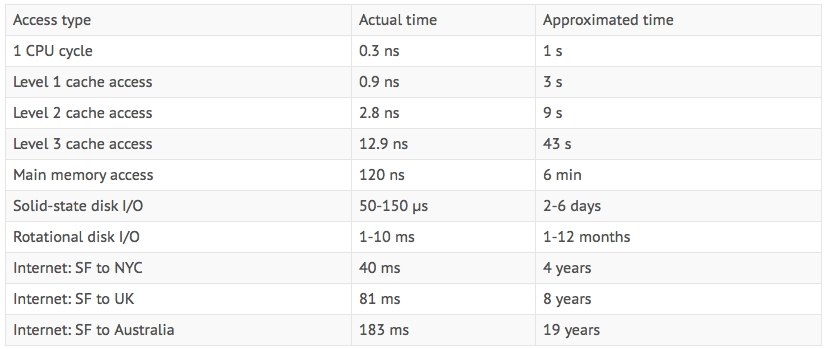 Access type Actual time Approximated time
1 CPU cycle 0.3 ns 1 s
Level 1 cache access 0.9 ns 3 s
Level 2 cache access 2.8 ns 9 s
Level 3 cache access 12.9 ns 43 s
Main memory access 120 ns 6 min
Solid-state disk I/O 50-150 μs 2-6 days
Rotational disk I/O 1-10 ms 1-12 months
Internet: SF to NYC 40 ms 4 years
Internet: SF to UK 81 ms 8 years
Internet: SF to Australia 183 ms 19 years